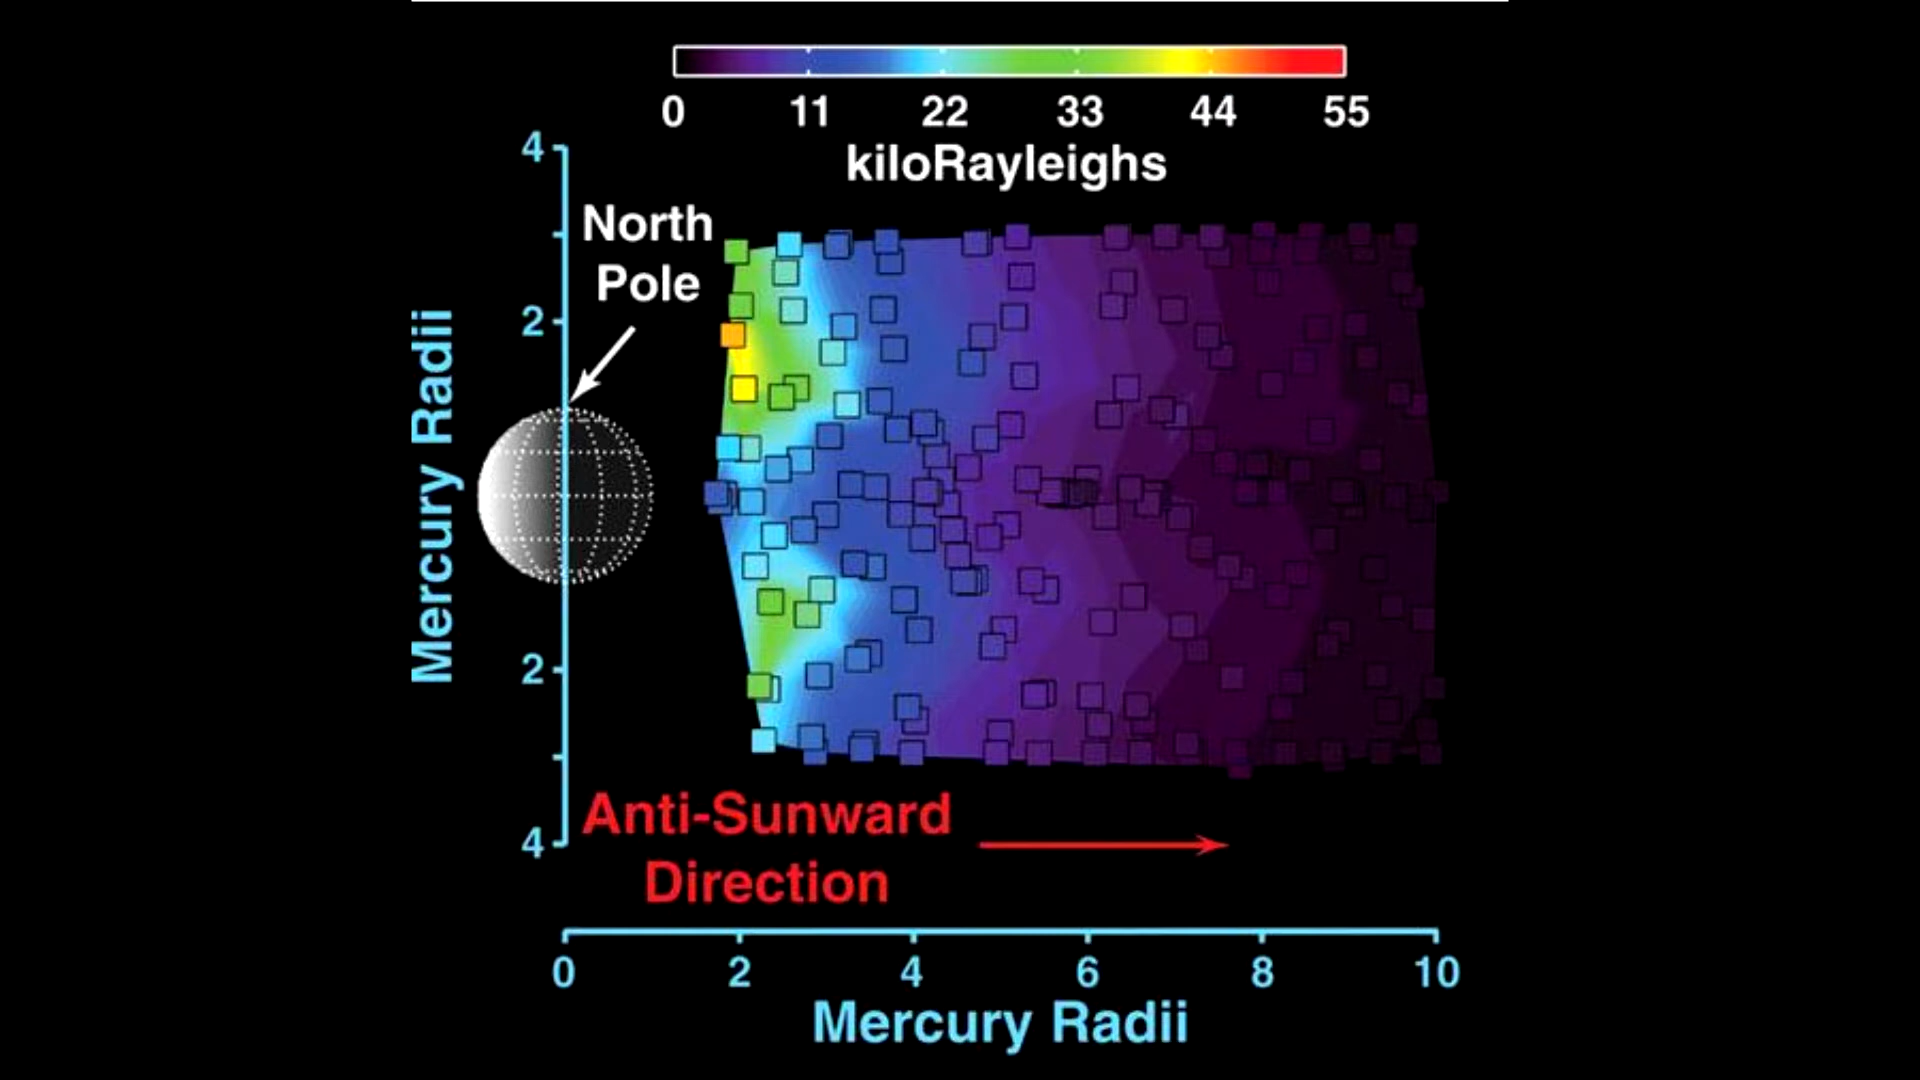 0 11 22 33 44 55
kiloRayleighs
4
North
Pole
2
Mercury Radii
2
4
Anti-Sunward
Direction
0 2 4 6 8 10
Mercury Radii